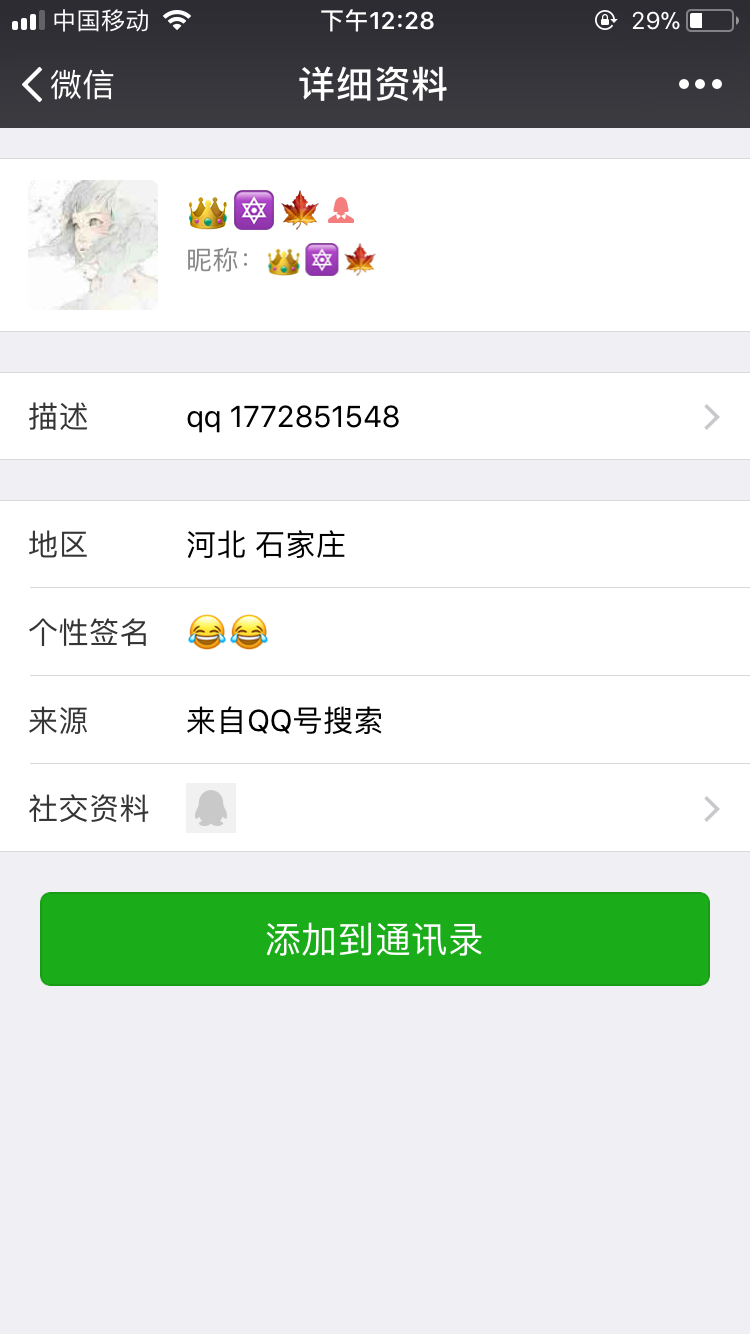 中国移动 下午12:28 29%
微信 详细资料
👑🔯🍁
昵称： 👑🔯🍁
描述 qq 1772851548
地区 河北 石家庄
个性签名 😂😂
来源 来自QQ号搜索
社交资料
添加到通讯录